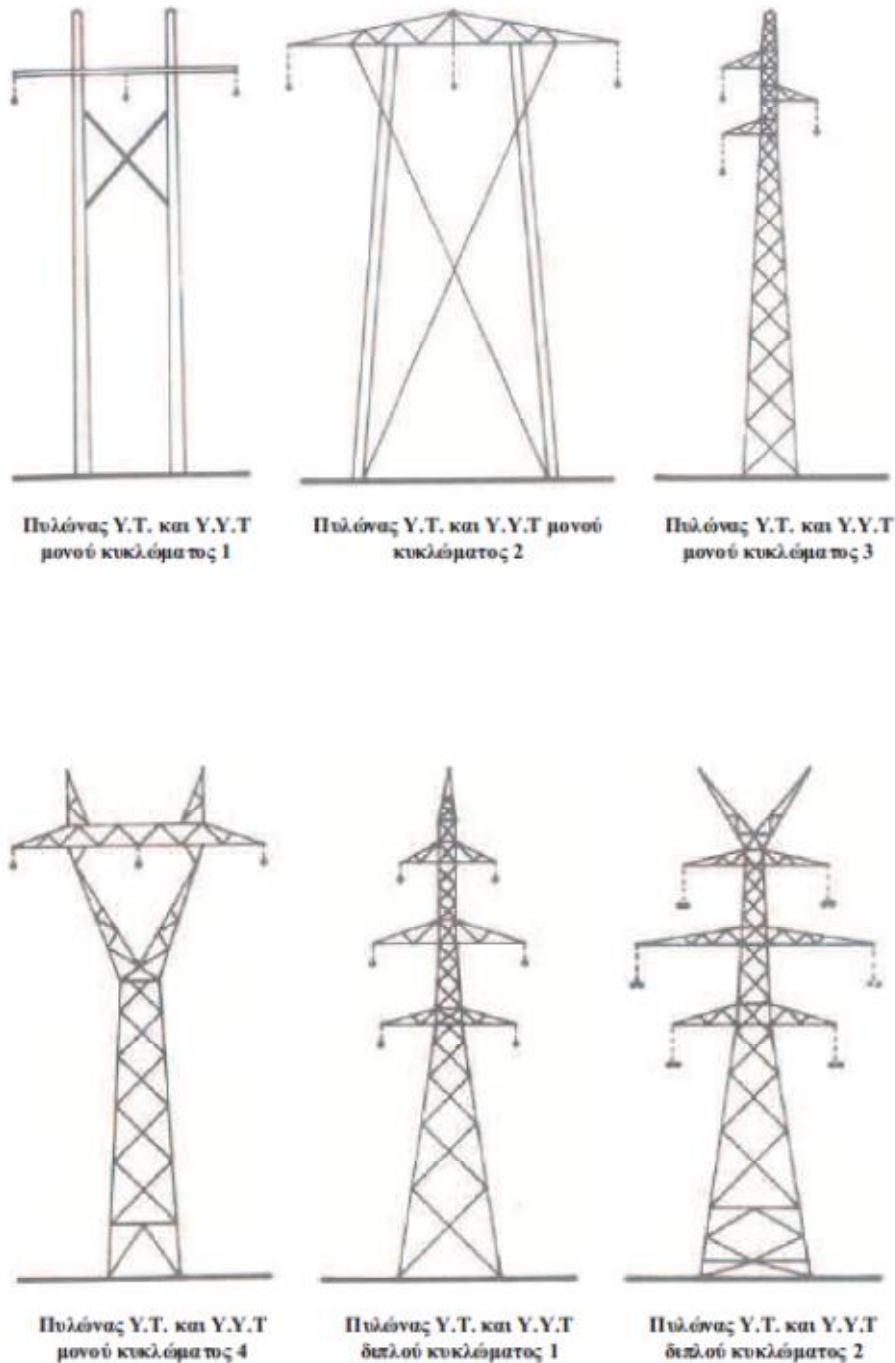 Πυλώνας Υ.Τ. και Υ.Υ.Τ
μονού κυκλώματος 1
Πυλώνας Υ.Τ. και Υ.Υ.Τ μονού
κυκλώματος 2
Πυλώνας Υ.Τ. και Υ.Υ.Τ
μονού κυκλώματος 3
Πυλώνας Υ.Τ. και Υ.Υ.Τ
μονού κυκλώματος 4
Πυλώνας Υ.Τ. και Υ.Υ.Τ
διπλού κυκλώματος 1
Πυλώνας Υ.Τ. και Υ.Υ.Τ
διπλού κυκλώματος 2